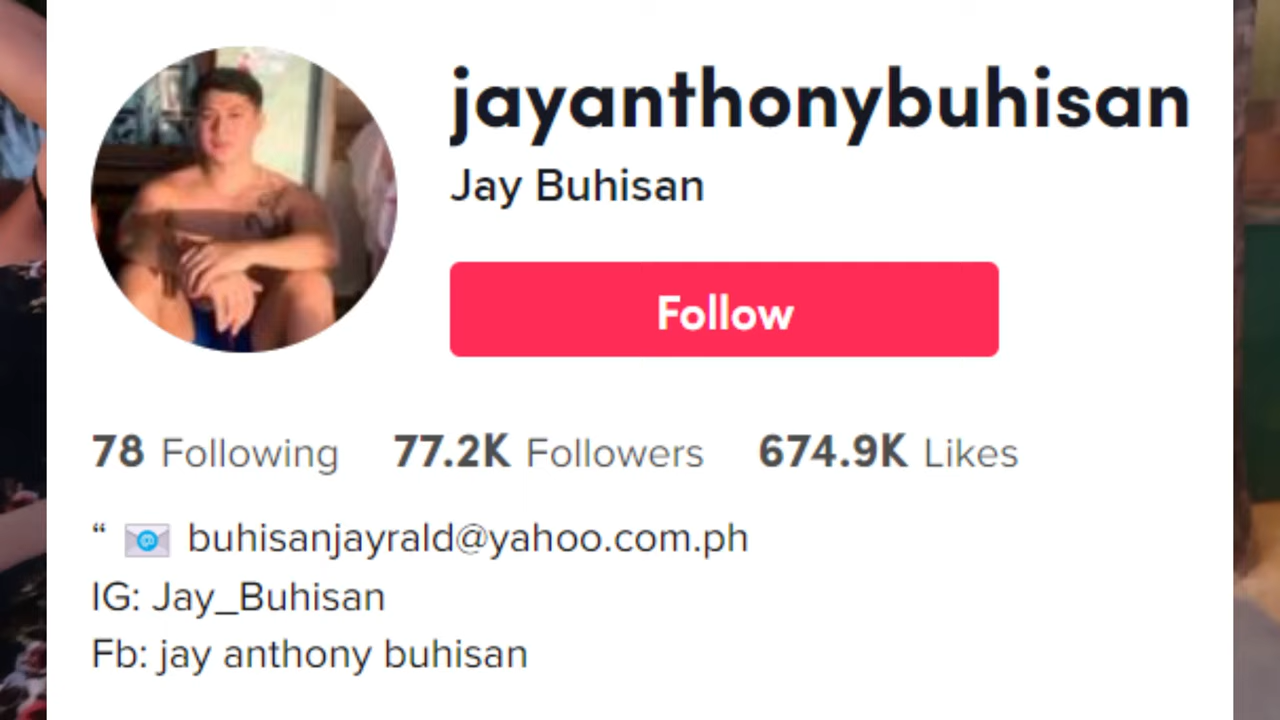 jayanthonybuhisan
Jay Buhisan
Follow
78 Following 77.2K Followers 674.9K Likes
“ 📧 buhisanjayrald@yahoo.com.ph
IG: Jay_Buhisan
Fb: jay anthony buhisan